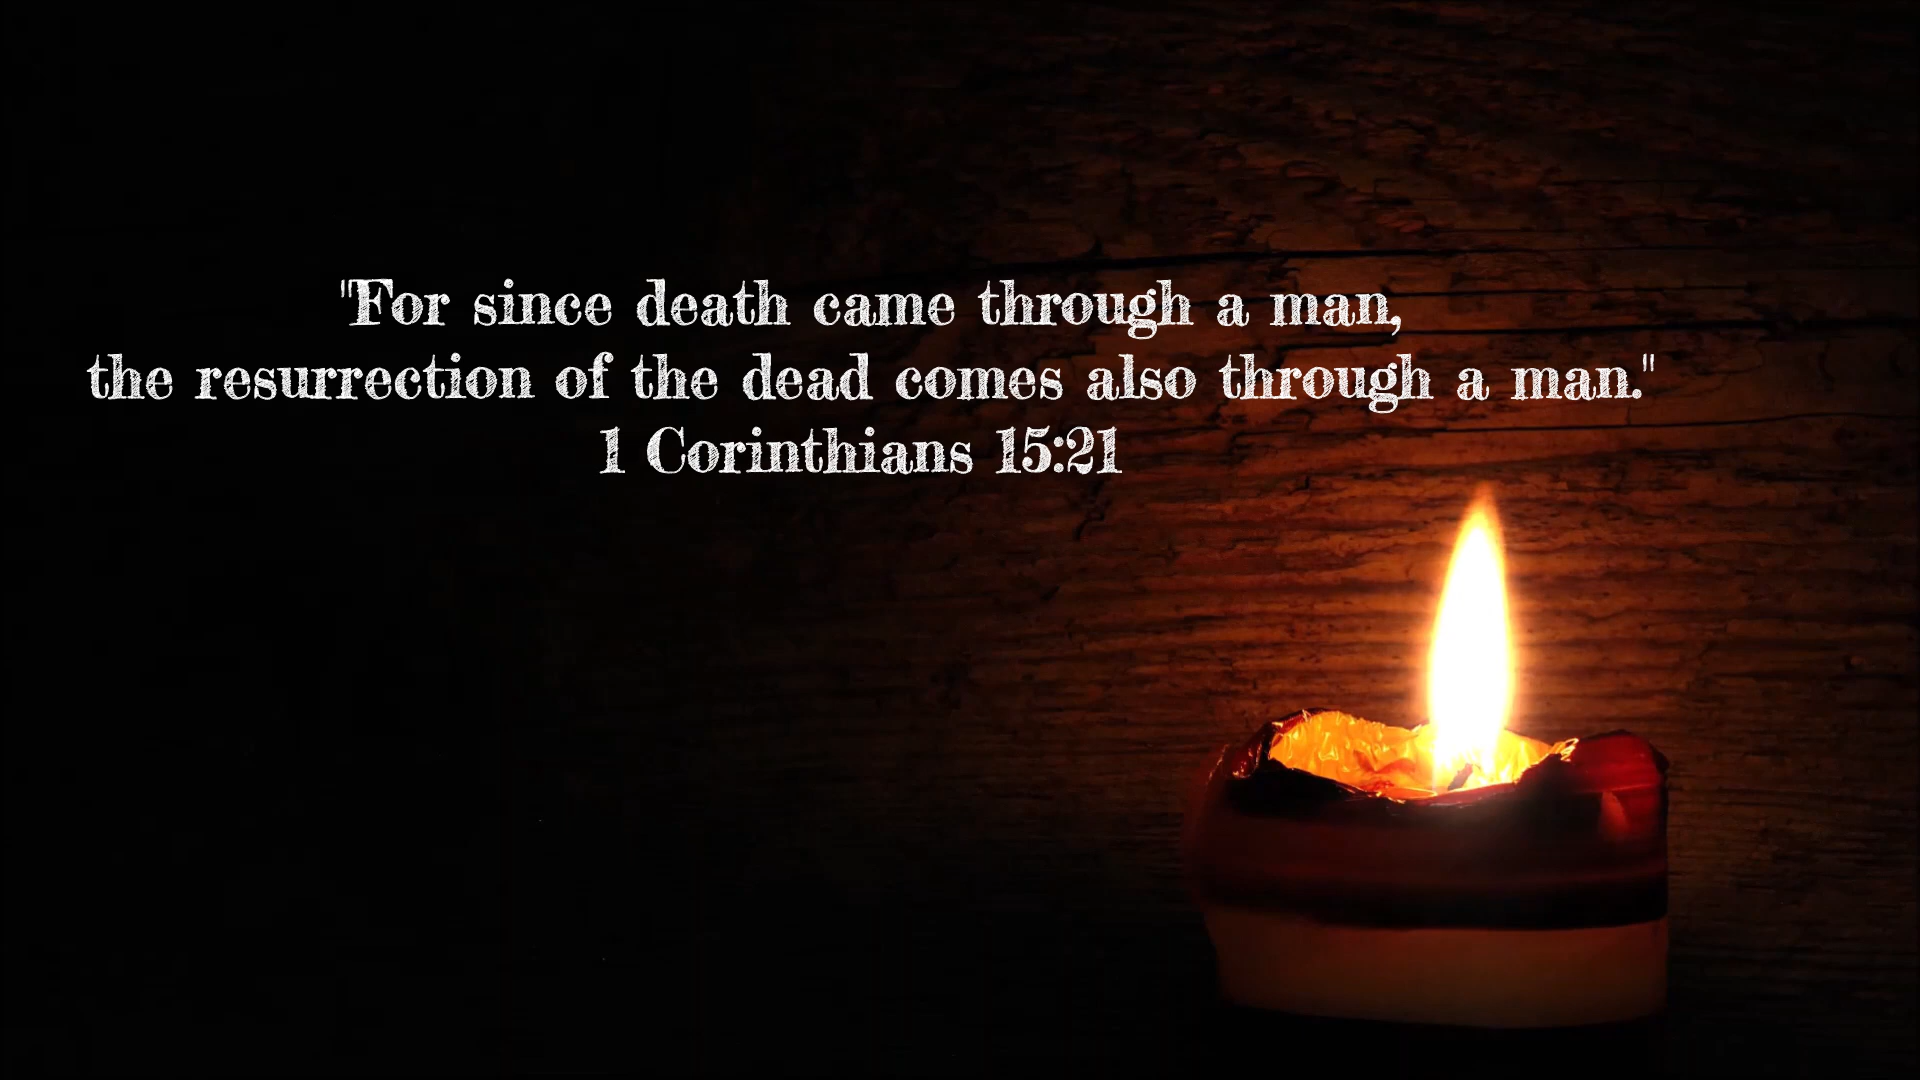 "For since death came through a man,
the resurrection of the dead comes also through a man."
1 Corinthians 15:21